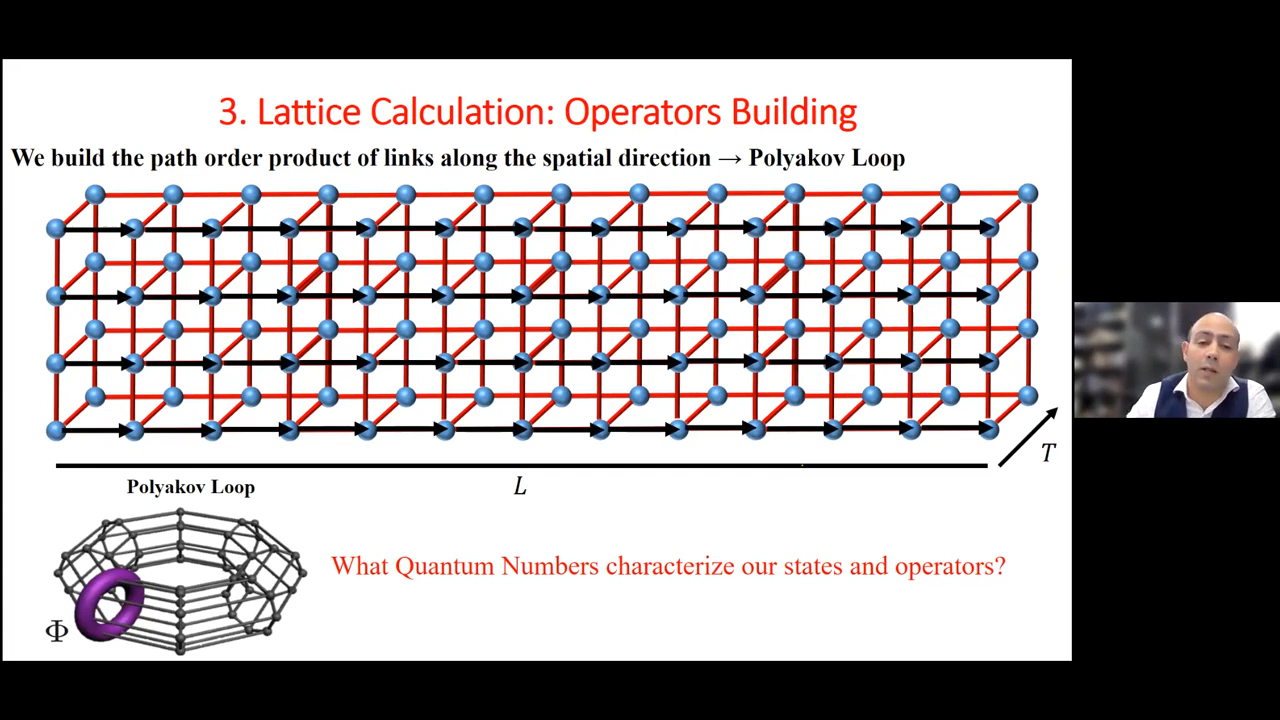 3. Lattice Calculation: Operators Building
We build the path order product of links along the spatial direction → Polyakov Loop
T
L
Polyakov Loop
What Quantum Numbers characterize our states and operators?
Φ